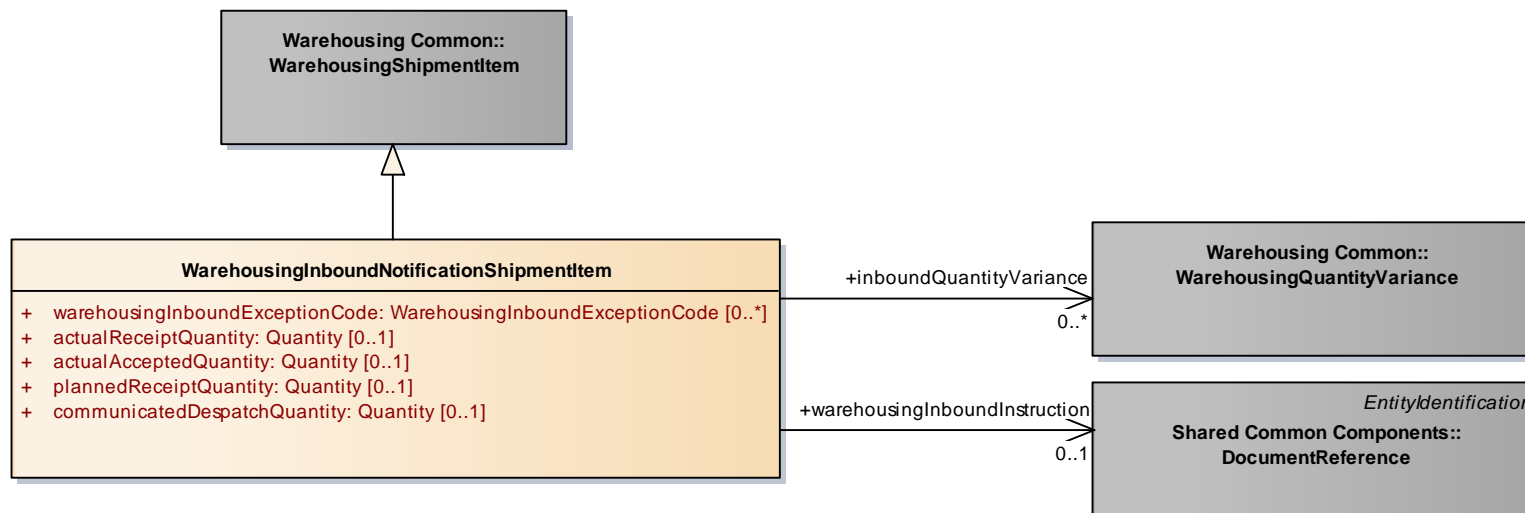 Warehousing Common::
WarehousingShipmentItem
WarehousingInboundNotificationShipmentItem
+ warehousingInboundExceptionCode: WarehousingInboundExceptionCode [0..*]
+ actualReceiptQuantity: Quantity [0..1]
+ actualAcceptedQuantity: Quantity [0..1]
+ plannedReceiptQuantity: Quantity [0..1]
+ communicatedDespatchQuantity: Quantity [0..1]
+inboundQuantityVariance
0..*
Warehousing Common::
WarehousingQuantityVariance
+warehousingInboundInstruction
0..1
EntityIdentification
Shared Common Components::
DocumentReference